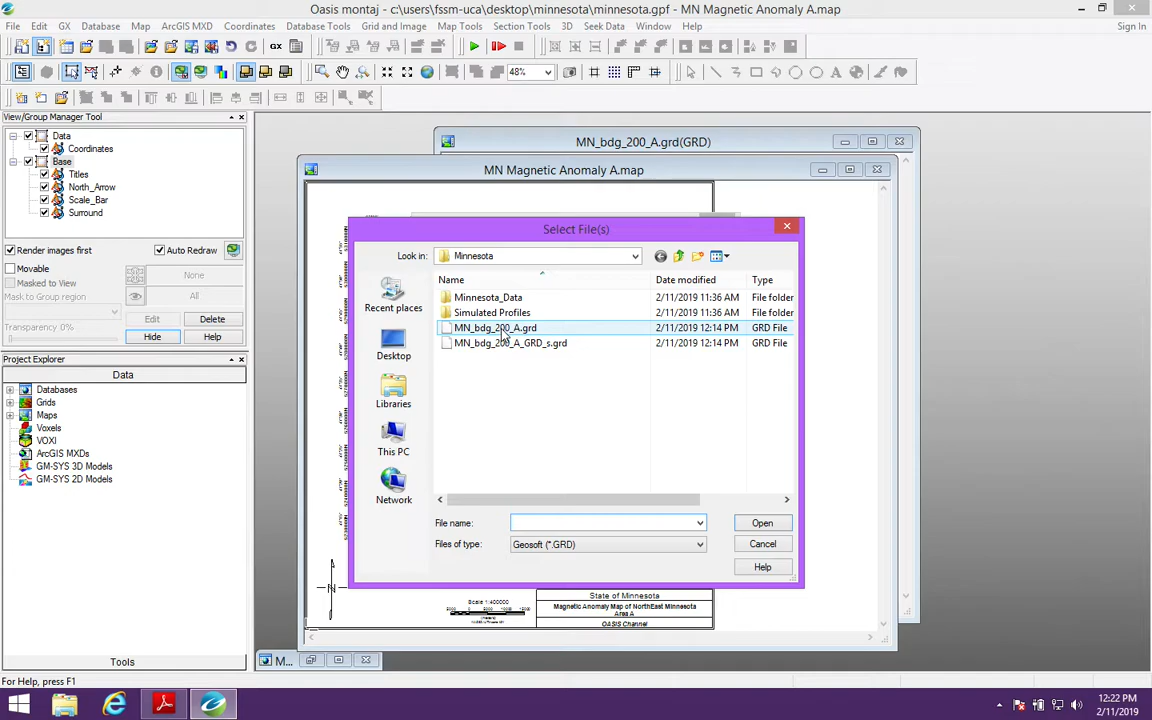 Oasis montaj - c:\users\fssm-uca\desktop\minnesota\minnesota.gpf - MN Magnetic Anomaly A.map
File Edit GX Database Map ArcGIS MXD Coordinates Database Tools Grid and Image Map Tools Section Tools 3D Seek Data Window Help Sign In
GX
48%
View/Group Manager Tool
Data
Coordinates
Base
Titles
North_Arrow
Scale_Bar
Surround
Render images first Auto Redraw
Movable None
Masked to View
Mask to Group region All
Transparency 0% Edit Delete
Hide Help
Project Explorer
Data
Databases
Grids
Maps
Voxels
VOXI
ArcGIS MXDs
GM-SYS 3D Models
GM-SYS 2D Models
Tools
MN_bdg_200_A.grd(GRD)
MN Magnetic Anomaly A.map
Select File(s)
Look in: Minnesota
Name Date modified Type
Minnesota_Data 2/11/2019 11:36 AM File folder
Simulated Profiles 2/11/2019 11:36 AM File folder
MN_bdg_200_A.grd 2/11/2019 12:14 PM GRD File
MN_bdg_200_A_GRD_s.grd 2/11/2019 12:14 PM GRD File
Recent places
Desktop
Libraries
This PC
Network
File name: Open
Files of type: Geosoft (*.GRD) Cancel
Help
N
Scale 1:400000
State of Minnesota
Magnetic Anomaly Map of NorthEast Minnesota
Area A
OASIS Channel
M...
For Help, press F1
12:22 PM
2/11/2019